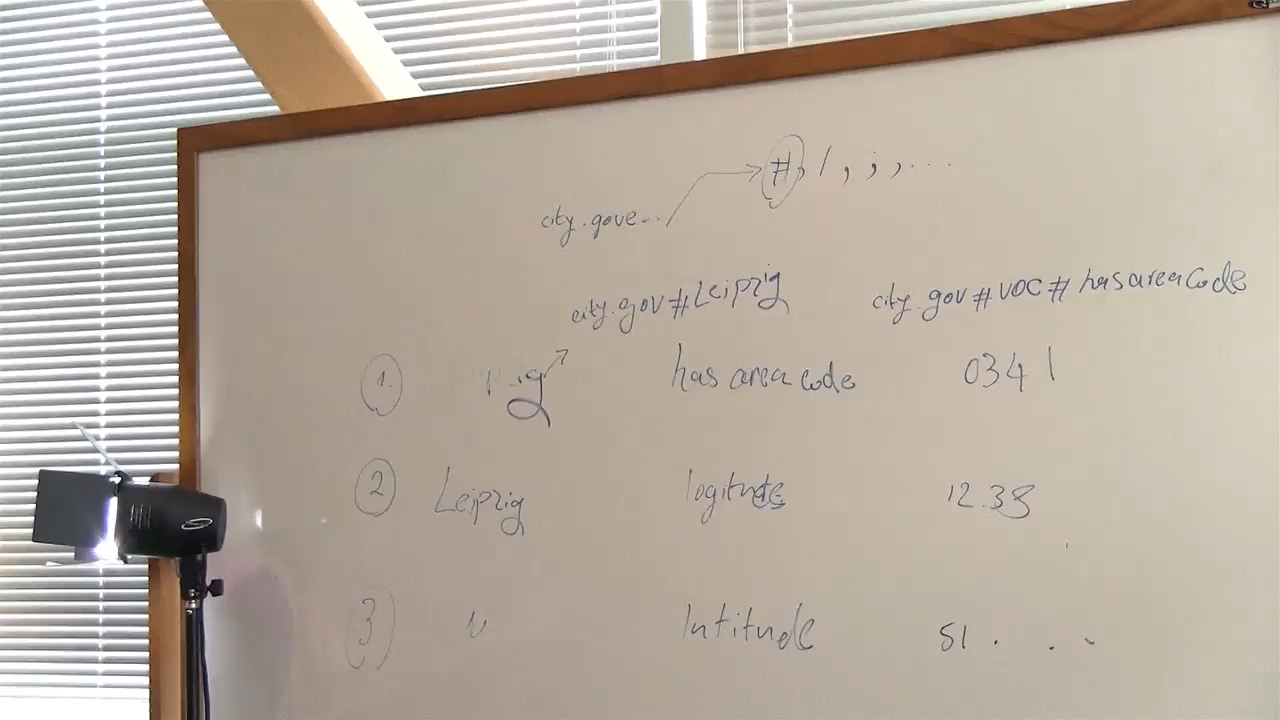 #, /, ; , ...
city.gove...
city.gov#Leipzig city.gov#VOC#hasareaCode
1. ipzig has area code 0341
2 Leipzig logitude 12.38
3 " latitude 51. . .